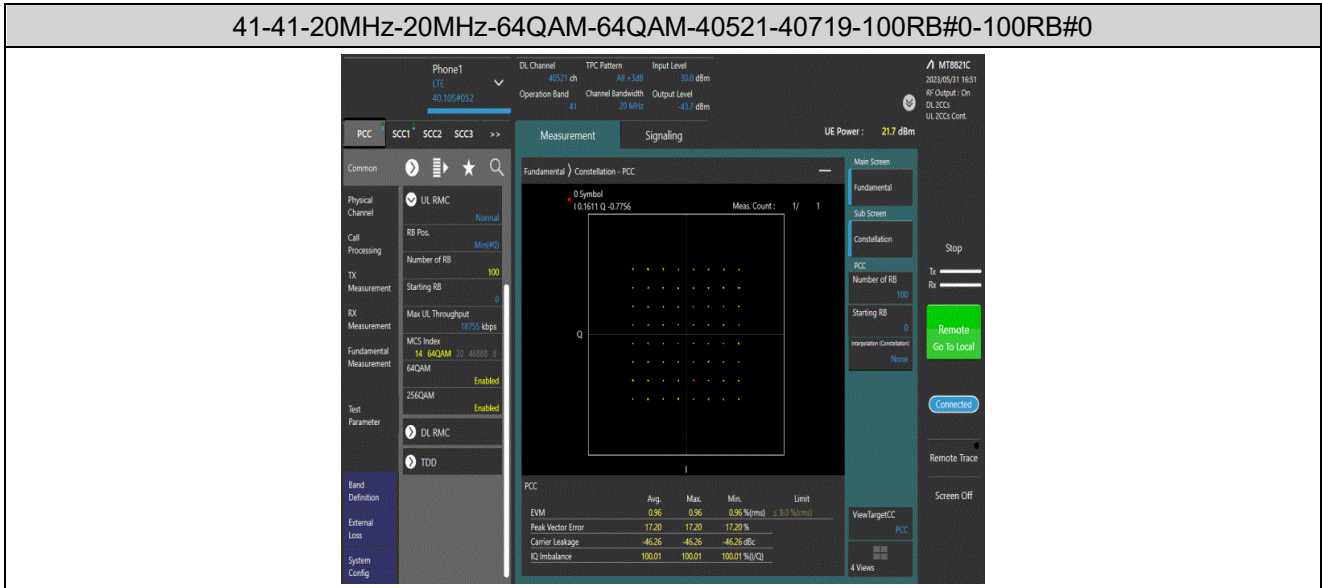 41-41-20MHz-20MHz-64QAM-64QAM-40521-40719-100RB#0-100RB#0
Phone1
LTE
40.10S#052
DL Channel TPC Pattern Input Level
40521 ch All +3dB 30.0 dBm
Operation Band Channel Bandwidth Output Level
41 20 MHz -43.7 dBm
MT8821C
2023/05/31 16:51
RF Output : On
DL 2CCs
UL 2CCs Cont.
PCC SCC1 SCC2 SCC3 >>
Measurement Signaling UE Power : 21.7 dBm
Common
Physical Channel
Call Processing
TX Measurement
RX Measurement
Fundamental Measurement
Test Parameter
Band Definition
External Loss
System Config
UL RMC
Normal
RB Pos.
Min(#0)
Number of RB
100
Starting RB
0
Max UL Throughput
18755 kbps
MCS Index
14 64QAM 20 46888 8
64QAM
Enabled
256QAM
Enabled
DL RMC
TDD
Fundamental Constellation - PCC
0 Symbol
I 0.1611 Q -0.7756 Meas. Count : 1/ 1
Q
I
PCC
Avg. Max. Min. Limit
EVM 0.96 0.96 0.96 %(rms) ≤ 8.0 %(rms)
Peak Vector Error 17.20 17.20 17.20 %
Carrier Leakage -46.26 -46.26 -46.26 dBc
IQ Imbalance 100.01 100.01 100.01 %(I/Q)
Main Screen
Fundamental
Sub Screen
Constellation
PCC
Number of RB
100
Starting RB
0
Interpolation (Constellation)
None
ViewTargetCC
PCC
4 Views
Stop
Tx
Rx
Remote
Go To Local
Connected
Remote Trace
Screen Off